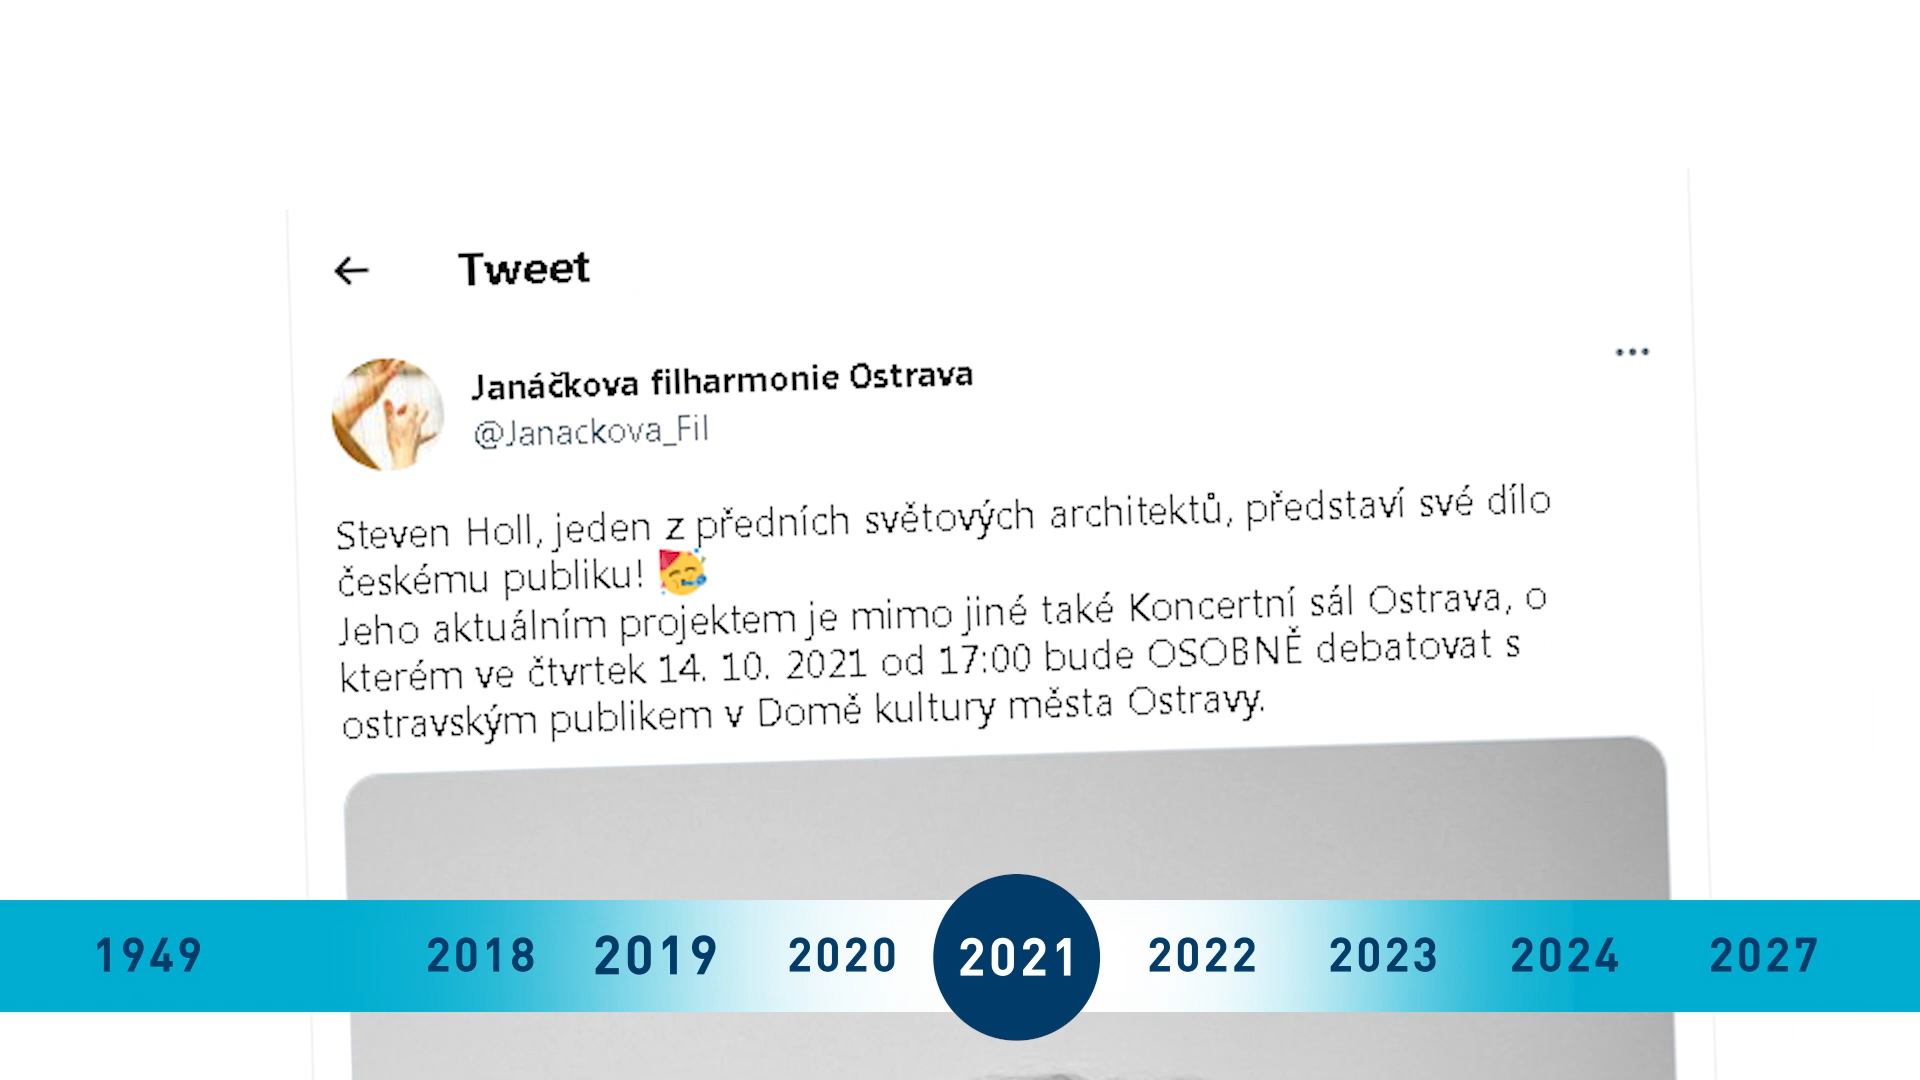 Tweet
Janáčkova filharmonie Ostrava
@Janackova_Fil
Steven Holl, jeden z předních světových architektů, představí své dílo
českému publiku! 🥳
Jeho aktuálním projektem je mimo jiné také Koncertní sál Ostrava, o
kterém ve čtvrtek 14. 10. 2021 od 17:00 bude OSOBNĚ debatovat s
ostravským publikem v Domě kultury města Ostravy.
1949 2018 2019 2020 2021 2022 2023 2024 2027